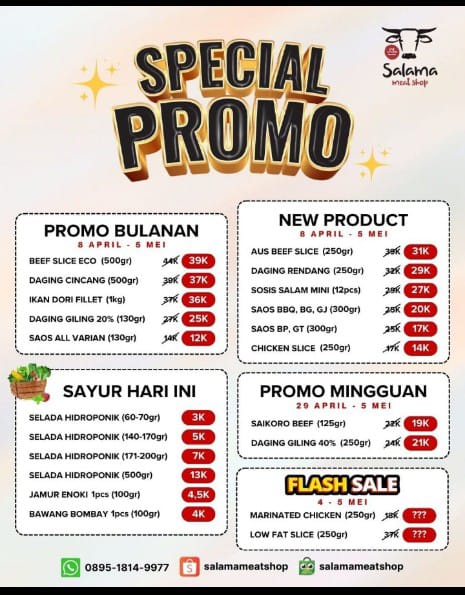 Salama
meat shop
SPECIAL
PROMO
PROMO BULANAN
8 APRIL - 5 MEI
BEEF SLICE ECO (500gr) 44K 39K
DAGING CINCANG (500gr) 39K 37K
IKAN DORI FILLET (1kg) 37K 36K
DAGING GILING 20% (130gr) 27K 25K
SAOS ALL VARIAN (130gr) 14K 12K
NEW PRODUCT
8 APRIL - 5 MEI
AUS BEEF SLICE (250gr) 31K
DAGING RENDANG (250gr) 32K 29K
SOSIS SALAM MINI (12pcs) 29K 27K
SAOS BBQ, BG, GJ (300gr) 25K 20K
SAOS BP, GT (300gr) 25K 17K
CHICKEN SLICE (250gr) 17K 14K
SAYUR HARI INI
SELADA HIDROPONIK (60-70gr) 3K
SELADA HIDROPONIK (140-170gr) 5K
SELADA HIDROPONIK (171-200gr) 7K
SELADA HIDROPONIK (500gr) 13K
JAMUR ENOKI 1pcs (100gr) 4,5K
BAWANG BOMBAY 1pcs (100gr) 4K
PROMO MINGGUAN
29 APRIL - 5 MEI
SAIKORO BEEF (125gr) 22K 19K
DAGING GILING 40% (250gr) 24K 21K
FLASH SALE
4 - 5 MEI
MARINATED CHICKEN (250gr) 18K ???
LOW FAT SLICE (250gr) 37K ???
0895-1814-9977 salamameatshop salamameatshop